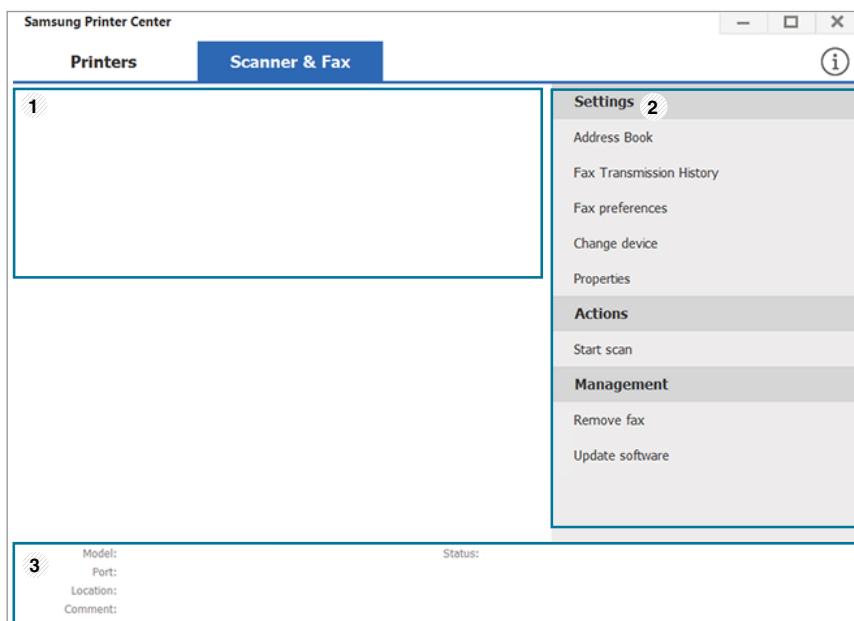 Samsung Printer Center
Printers
Scanner & Fax
i
1
Settings 2
Address Book
Fax Transmission History
Fax preferences
Change device
Properties
Actions
Start scan
Management
Remove fax
Update software
3
Model:
Status:
Port:
Location:
Comment: